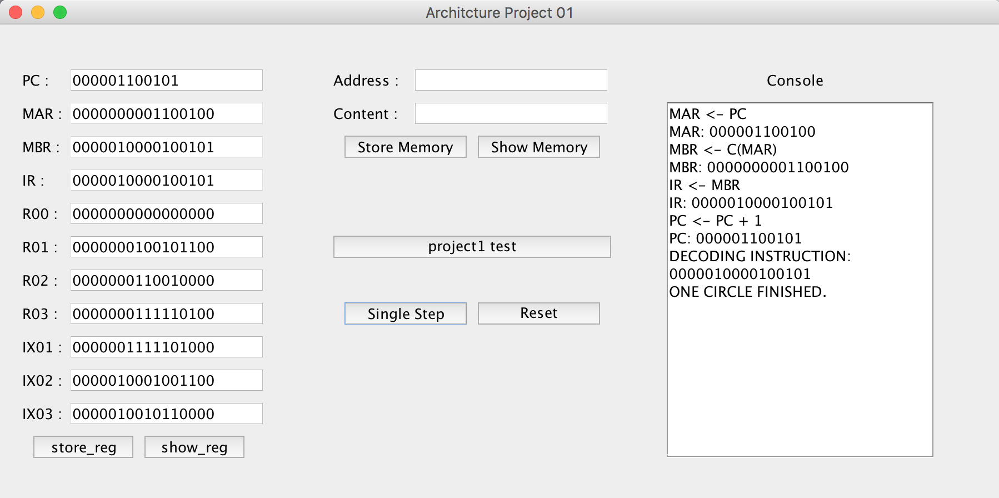 Architcture Project 01
PC : 000001100101
MAR : 0000000001100100
MBR : 0000010000100101
IR : 0000010000100101
R00 : 0000000000000000
R01 : 0000000100101100
R02 : 0000000110010000
R03 : 0000000111110100
IX01 : 0000001111101000
IX02 : 0000010001001100
IX03 : 0000010010110000
store_reg show_reg
Address :
Content :
Store Memory Show Memory
project1 test
Single Step Reset
Console
MAR <- PC
MAR: 000001100100
MBR <- C(MAR)
MBR: 0000000001100100
IR <- MBR
IR: 0000010000100101
PC <- PC + 1
PC: 000001100101
DECODING INSTRUCTION:
0000010000100101
ONE CIRCLE FINISHED.